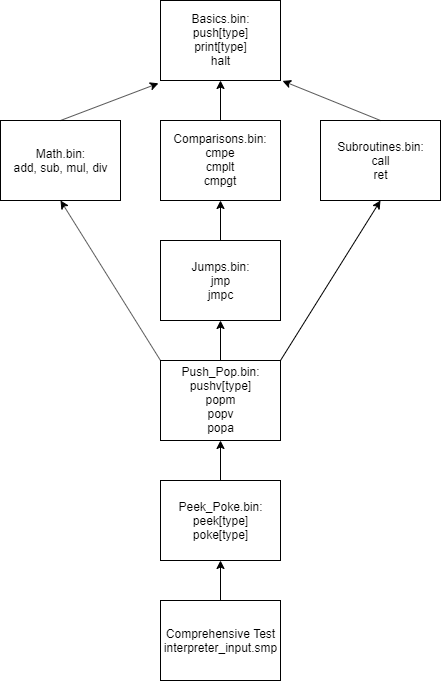 Basics.bin:
push[type]
print[type]
halt
Math.bin:
add, sub, mul, div
Comparisons.bin:
cmpe
cmplt
cmpgt
Subroutines.bin:
call
ret
Jumps.bin:
jmp
jmpc
Push_Pop.bin:
pushv[type]
popm
popv
popa
Peek_Poke.bin:
peek[type]
poke[type]
Comprehensive Test
interpreter_input.smp